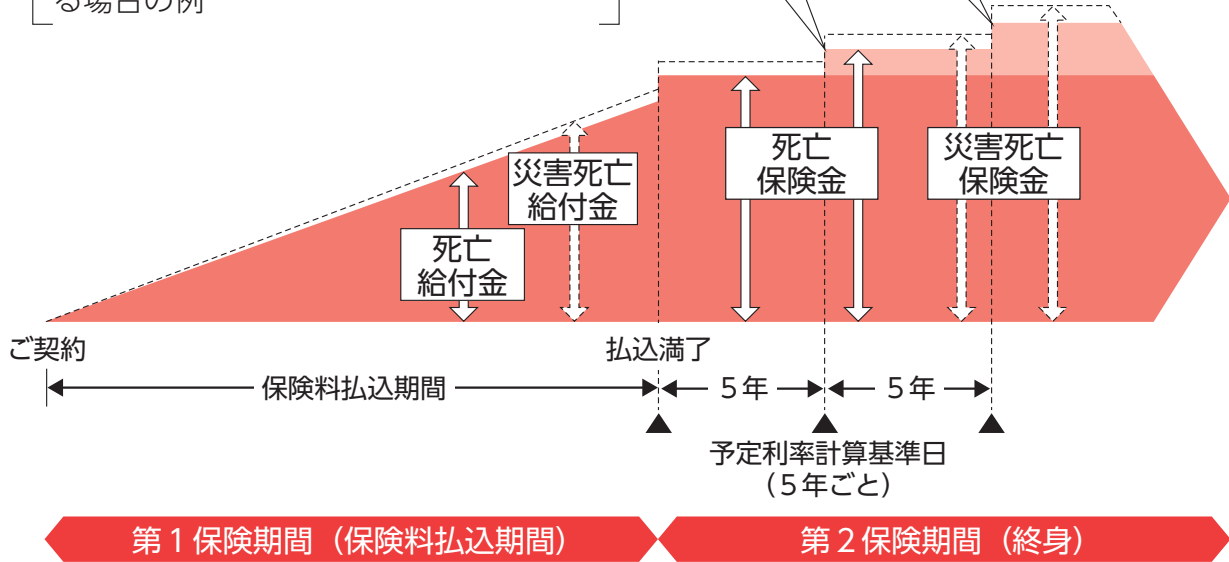 る場合の例
災害死亡
給付金
死亡
給付金
死亡
保険金
災害死亡
保険金
ご契約
払込満了
保険料払込期間
5年
5年
予定利率計算基準日
（5年ごと）
第1保険期間（保険料払込期間）
第2保険期間（終身）